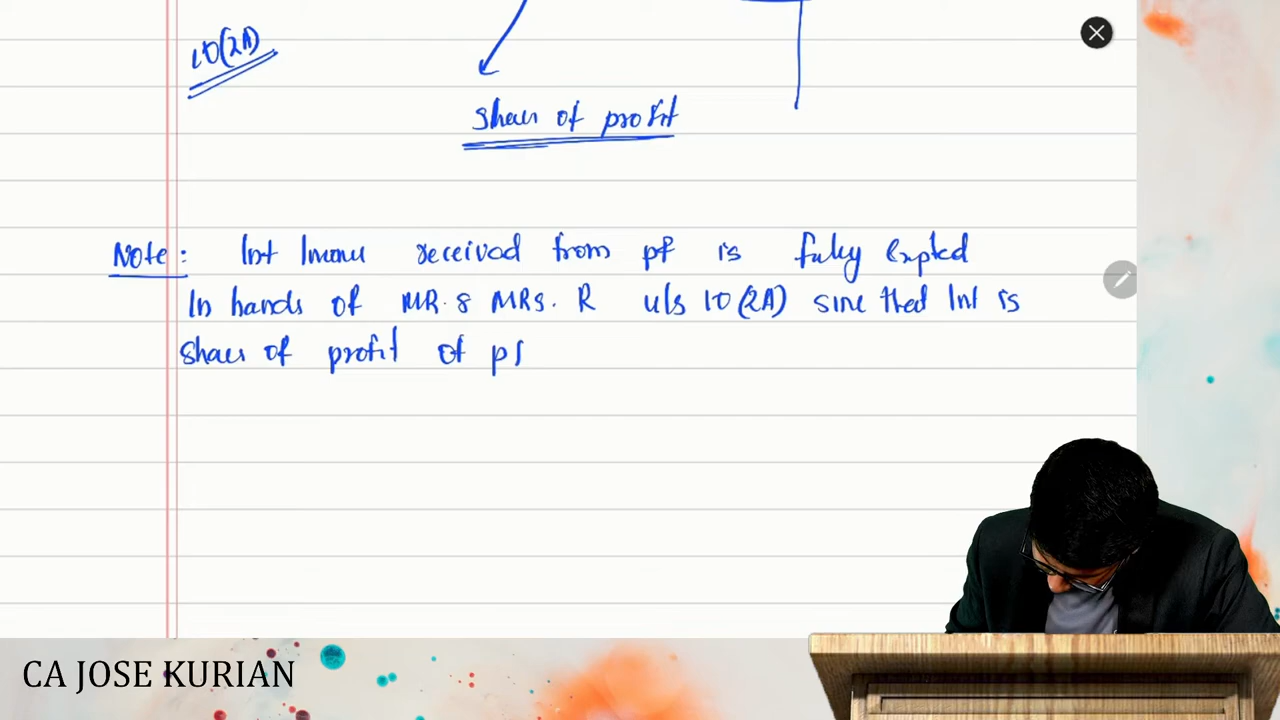 10(2A)
share of profit
Note: Int Income received from pf is fully Expted
In hands of MR. & MRS. R u/s 10(2A) since that Int is
share of profit of pf
CA JOSE KURIAN